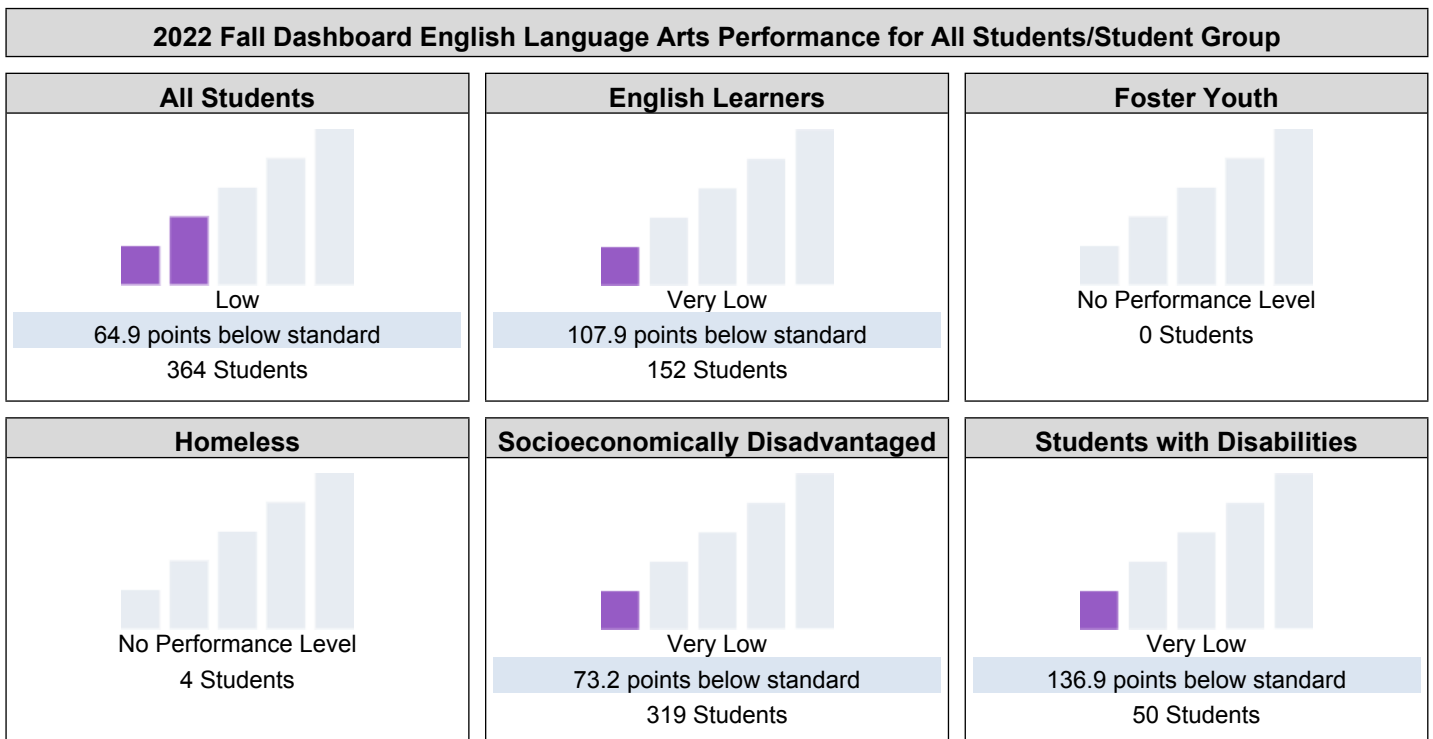 2022 Fall Dashboard English Language Arts Performance for All Students/Student Group
All Students
Low
64.9 points below standard
364 Students
English Learners
Very Low
107.9 points below standard
152 Students
Foster Youth
No Performance Level
0 Students
Homeless
No Performance Level
4 Students
Socioeconomically Disadvantaged
Very Low
73.2 points below standard
319 Students
Students with Disabilities
Very Low
136.9 points below standard
50 Students